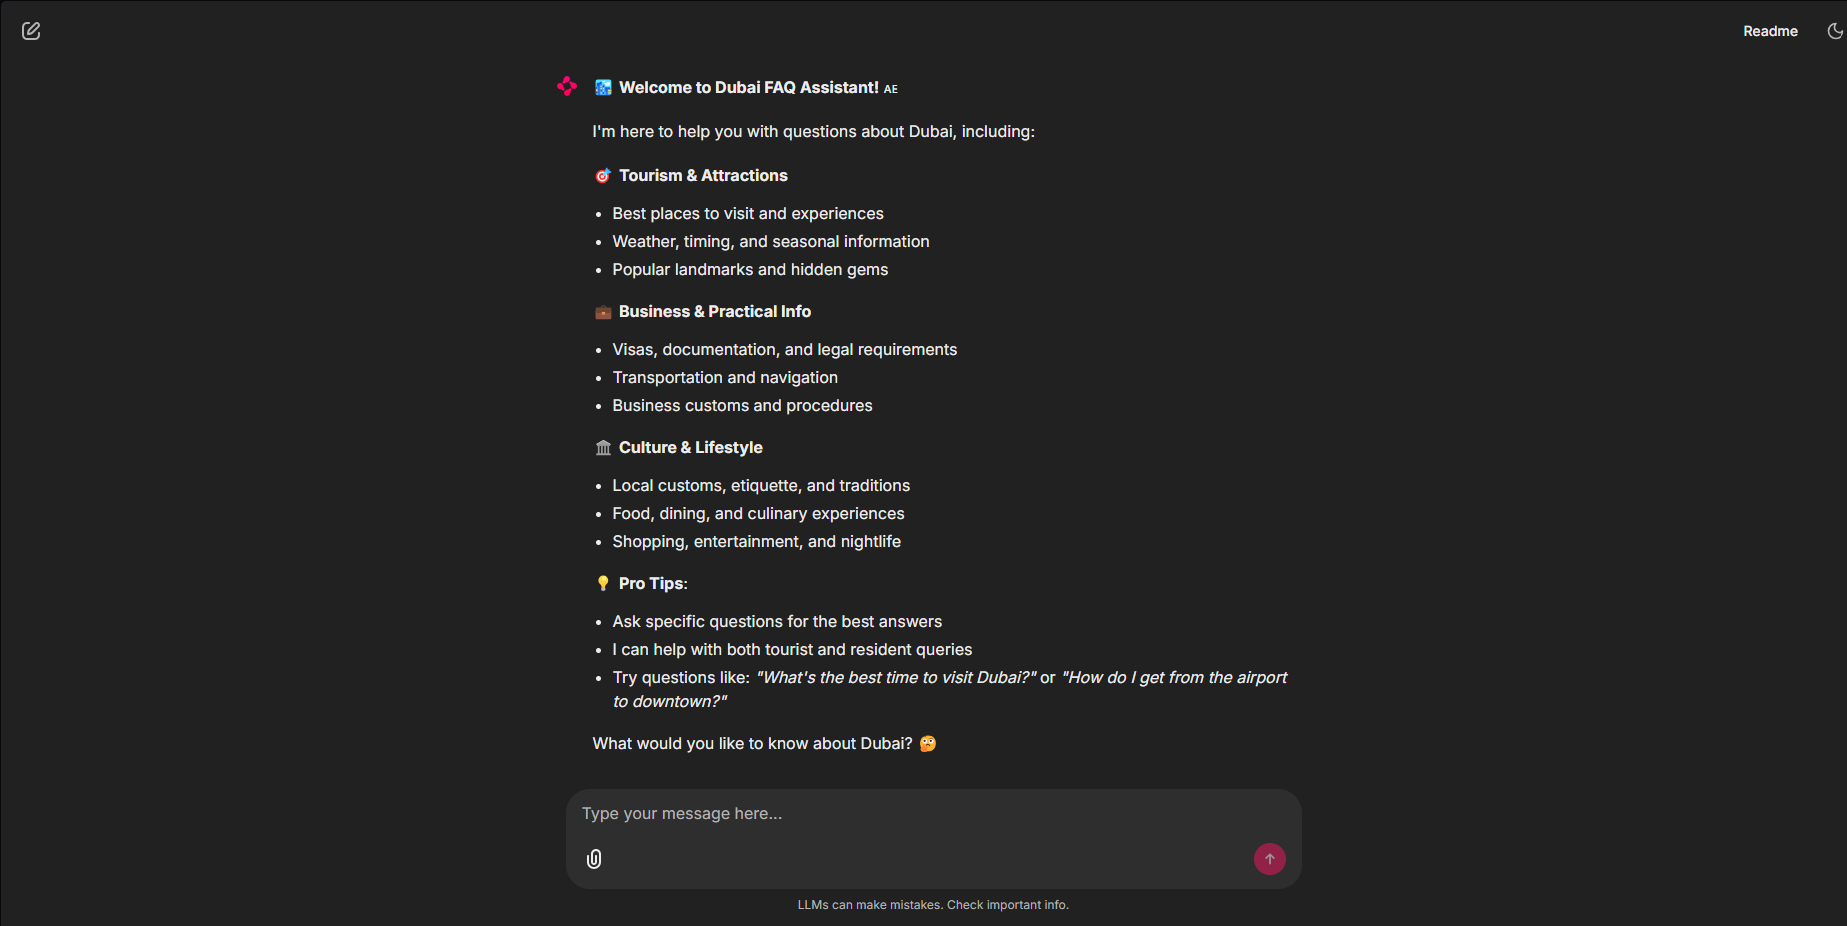 Readme
Welcome to Dubai FAQ Assistant! AE
I'm here to help you with questions about Dubai, including:
Tourism & Attractions
Best places to visit and experiences
Weather, timing, and seasonal information
Popular landmarks and hidden gems
Business & Practical Info
Visas, documentation, and legal requirements
Transportation and navigation
Business customs and procedures
Culture & Lifestyle
Local customs, etiquette, and traditions
Food, dining, and culinary experiences
Shopping, entertainment, and nightlife
Pro Tips:
Ask specific questions for the best answers
I can help with both tourist and resident queries
Try questions like: "What's the best time to visit Dubai?" or "How do I get from the airport
to downtown?"
What would you like to know about Dubai?
Type your message here...
LLMs can make mistakes. Check important info.